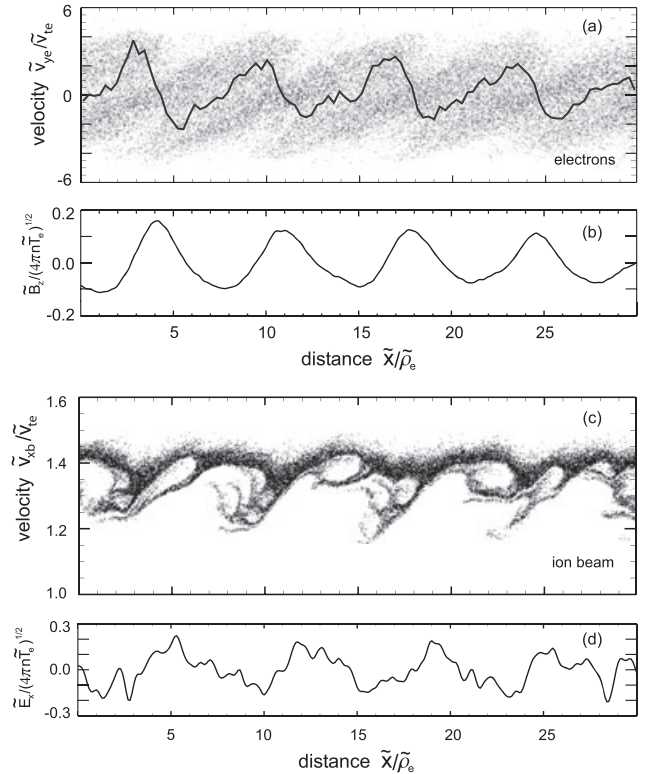 6
(a)
velocity ṽye/ṽte
0
electrons
-6
0.2
(b)
B̃z/(4πñT̃e)1/2
0.0
-0.2
5 10 15 20 25
distance x̃/ρ̃e
1.6
(c)
velocity ṽxb/ṽte
1.4
1.2
ion beam
1.0
0.3
(d)
Ẽx/(4πñT̃e)1/2
0.0
-0.3
5 10 15 20 25
distance x̃/ρ̃e